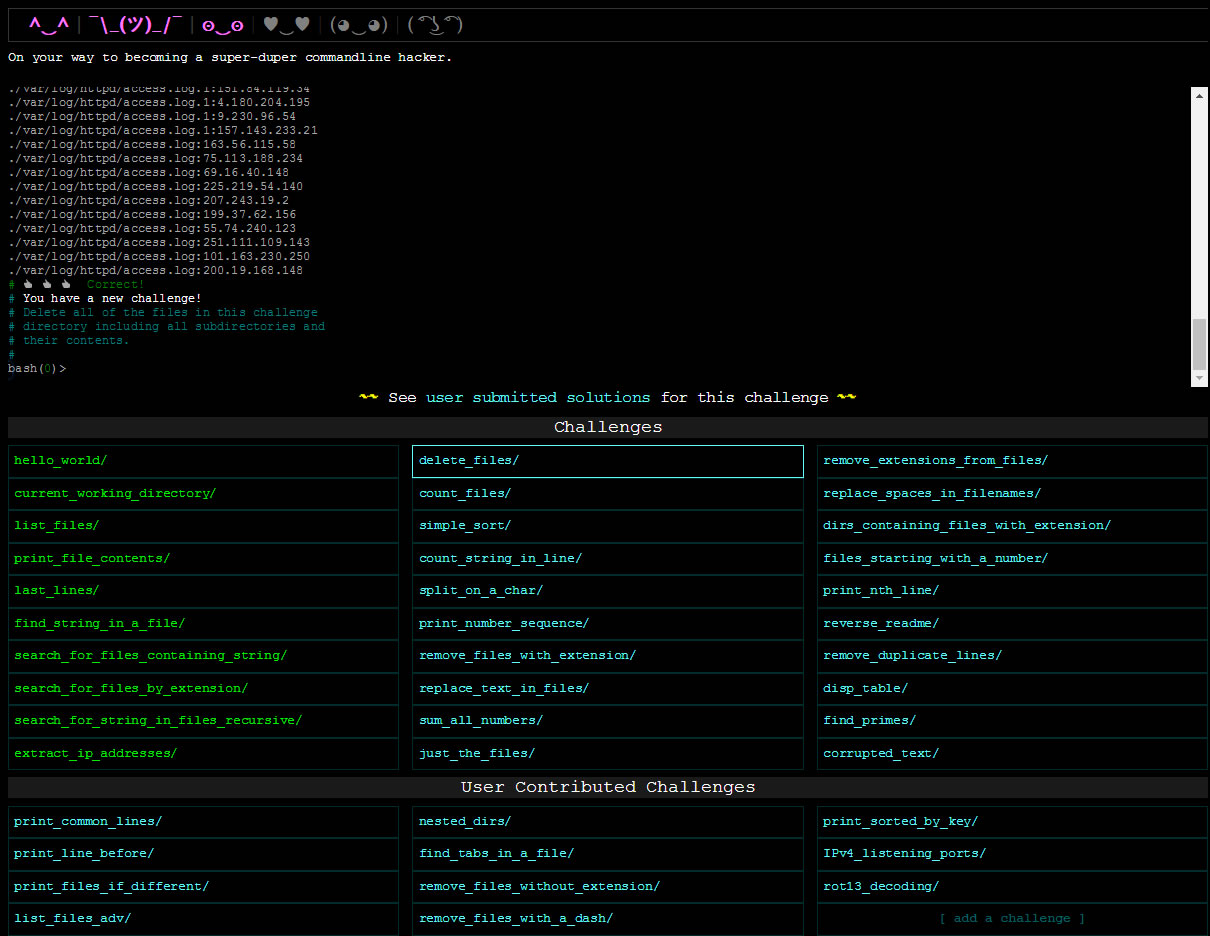 ^‿^ | ¯\_(ツ)_/¯ | ʘ‿ʘ | ♥‿♥ | (◕‿◕) | ( ͡° ͜ʖ ͡°)
On your way to becoming a super-duper commandline hacker.
./var/log/httpd/access.log.1:151.84.119.34
./var/log/httpd/access.log.1:4.180.204.195
./var/log/httpd/access.log.1:9.230.96.54
./var/log/httpd/access.log.1:157.143.233.21
./var/log/httpd/access.log:163.56.115.58
./var/log/httpd/access.log:75.113.188.234
./var/log/httpd/access.log:69.16.40.148
./var/log/httpd/access.log:225.219.54.140
./var/log/httpd/access.log:207.243.19.2
./var/log/httpd/access.log:199.37.62.156
./var/log/httpd/access.log:55.74.240.123
./var/log/httpd/access.log:251.111.109.143
./var/log/httpd/access.log:101.163.230.250
./var/log/httpd/access.log:200.19.168.148
# 👍 👍 👍 Correct!
# You have a new challenge!
# Delete all of the files in this challenge
# directory including all subdirectories and
# their contents.
#
bash(0)>
~~ See user submitted solutions for this challenge ~~
Challenges
hello_world/
current_working_directory/
list_files/
print_file_contents/
last_lines/
find_string_in_a_file/
search_for_files_containing_string/
search_for_files_by_extension/
search_for_string_in_files_recursive/
extract_ip_addresses/
delete_files/
count_files/
simple_sort/
count_string_in_line/
split_on_a_char/
print_number_sequence/
remove_files_with_extension/
replace_text_in_files/
sum_all_numbers/
just_the_files/
remove_extensions_from_files/
replace_spaces_in_filenames/
dirs_containing_files_with_extension/
files_starting_with_a_number/
print_nth_line/
reverse_readme/
remove_duplicate_lines/
disp_table/
find_primes/
corrupted_text/
User Contributed Challenges
print_common_lines/
print_line_before/
print_files_if_different/
list_files_adv/
nested_dirs/
find_tabs_in_a_file/
remove_files_without_extension/
remove_files_with_a_dash/
print_sorted_by_key/
IPv4_listening_ports/
rot13_decoding/
[ add a challenge ]